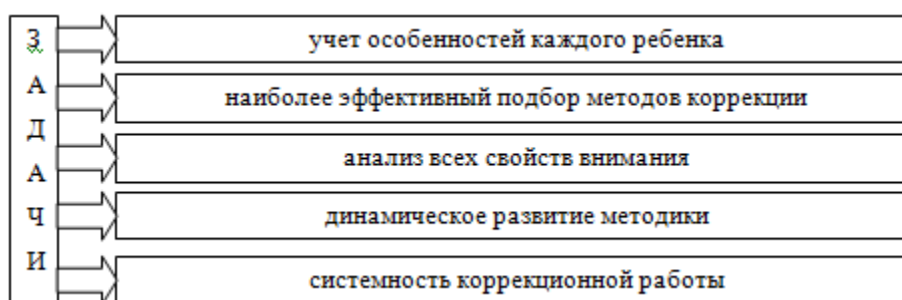 ЗАДАЧИ
учет особенностей каждого ребенка
наиболее эффективный подбор методов коррекции
анализ всех свойств внимания
динамическое развитие методики
системность коррекционной работы